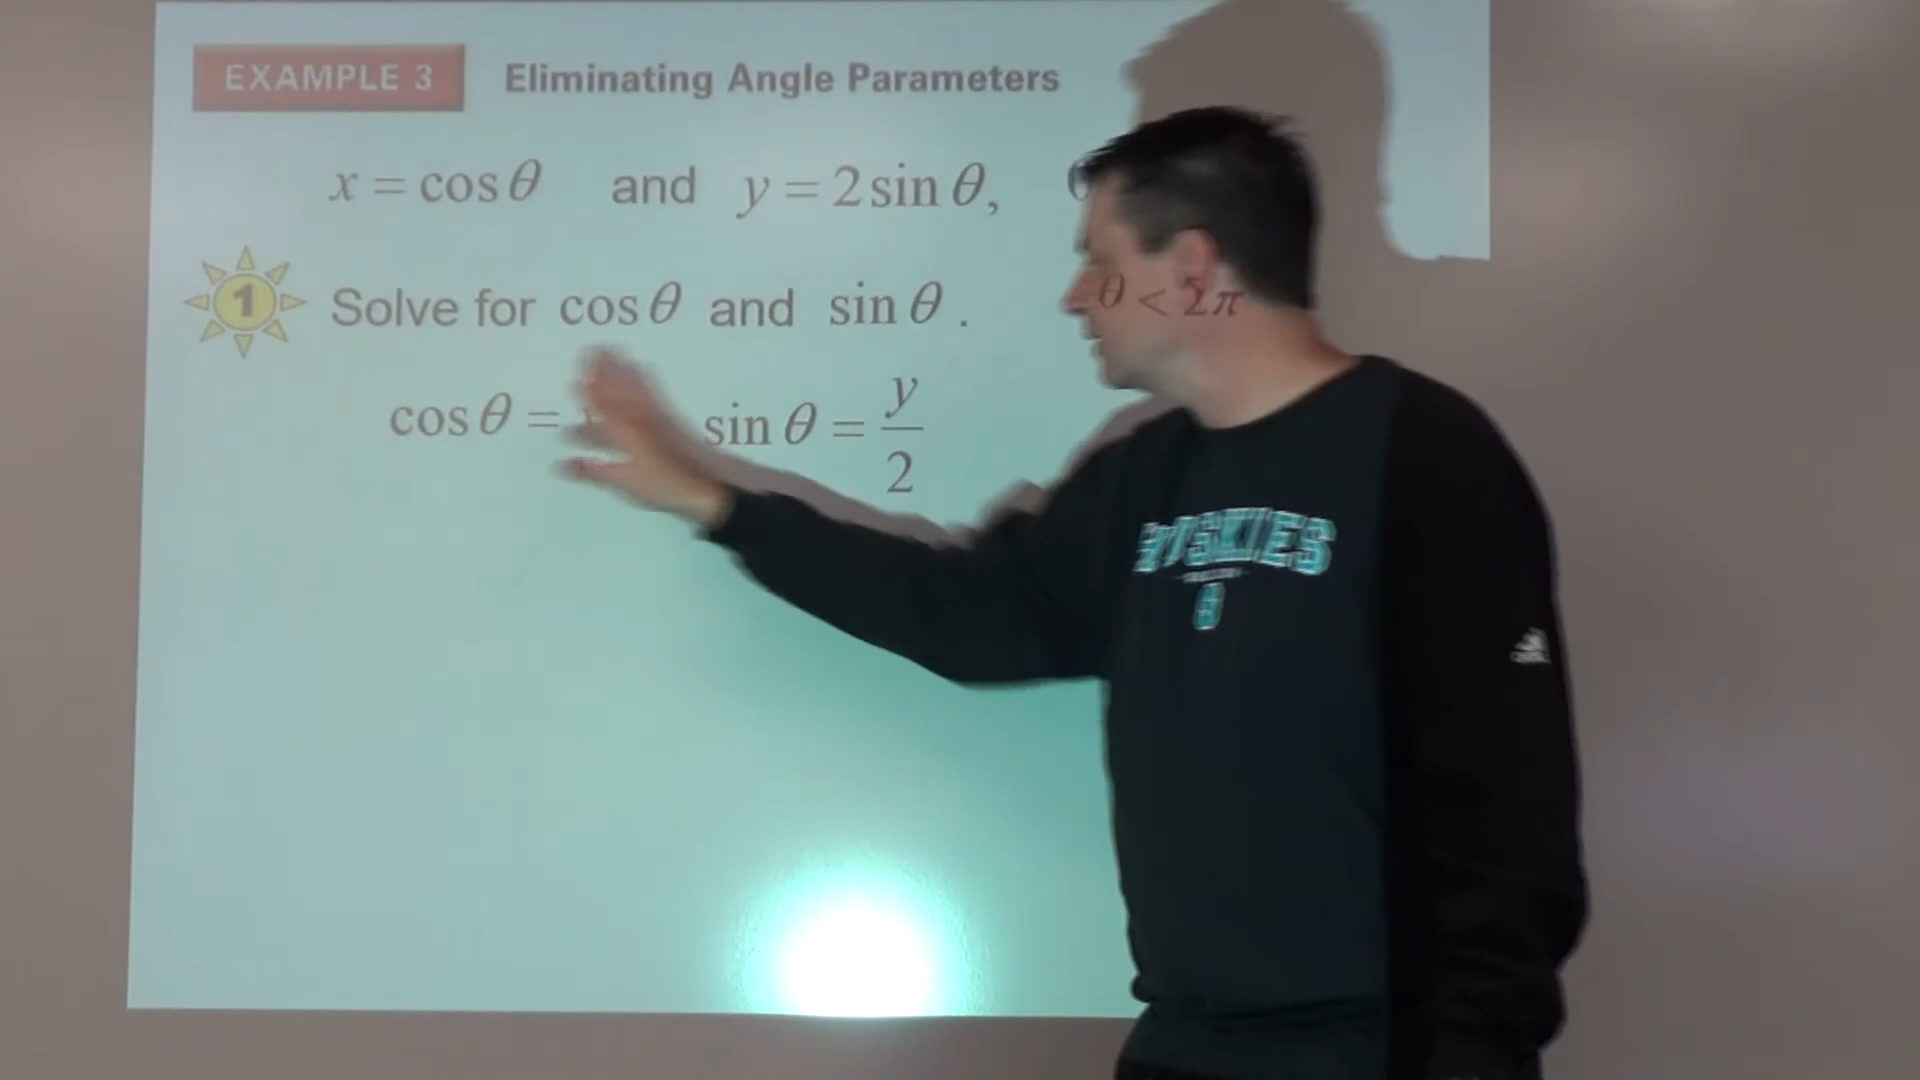 EXAMPLE 3 Eliminating Angle Parameters
x = cos θ and y = 2 sin θ,
θ < 2π
1 Solve for cos θ and sin θ .
cos θ = sin θ = y/2
HUSKIES